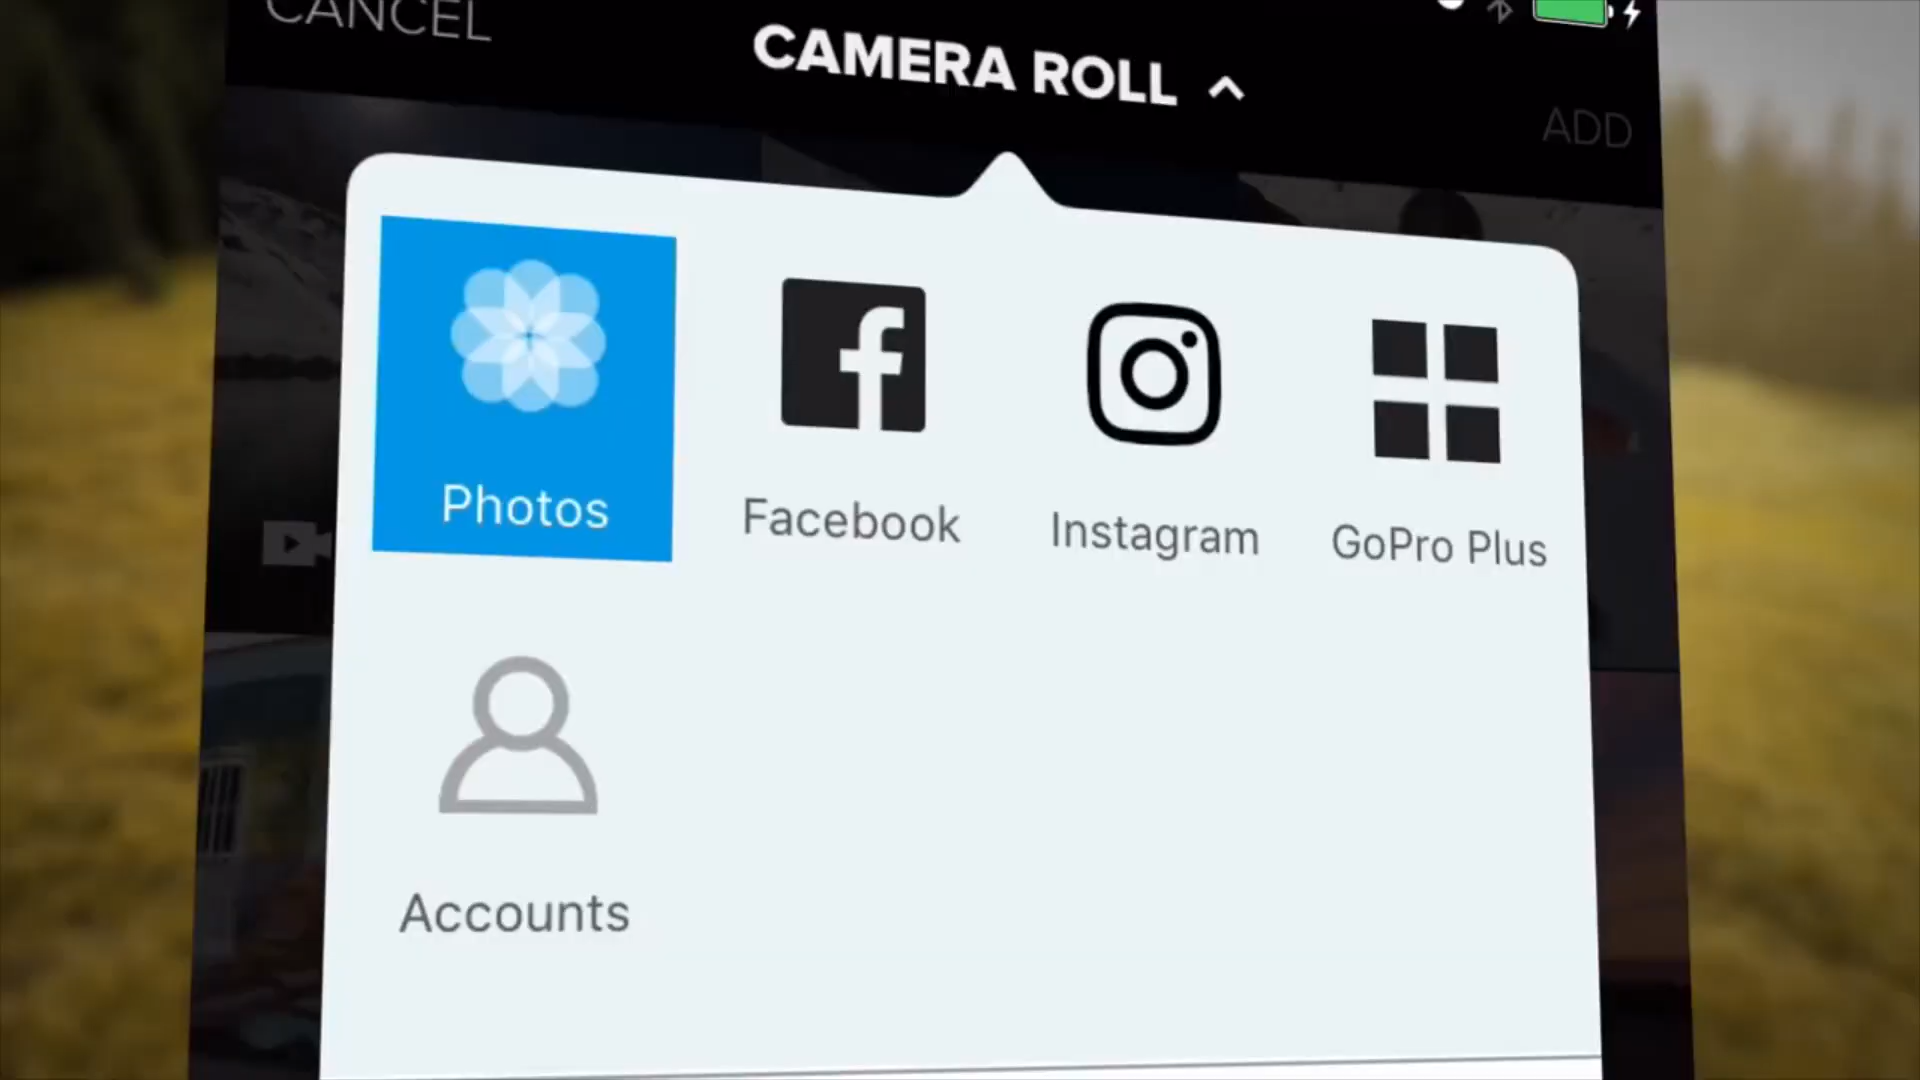 CANCEL
CAMERA ROLL
ADD
Photos
Facebook
Instagram
GoPro Plus
Accounts